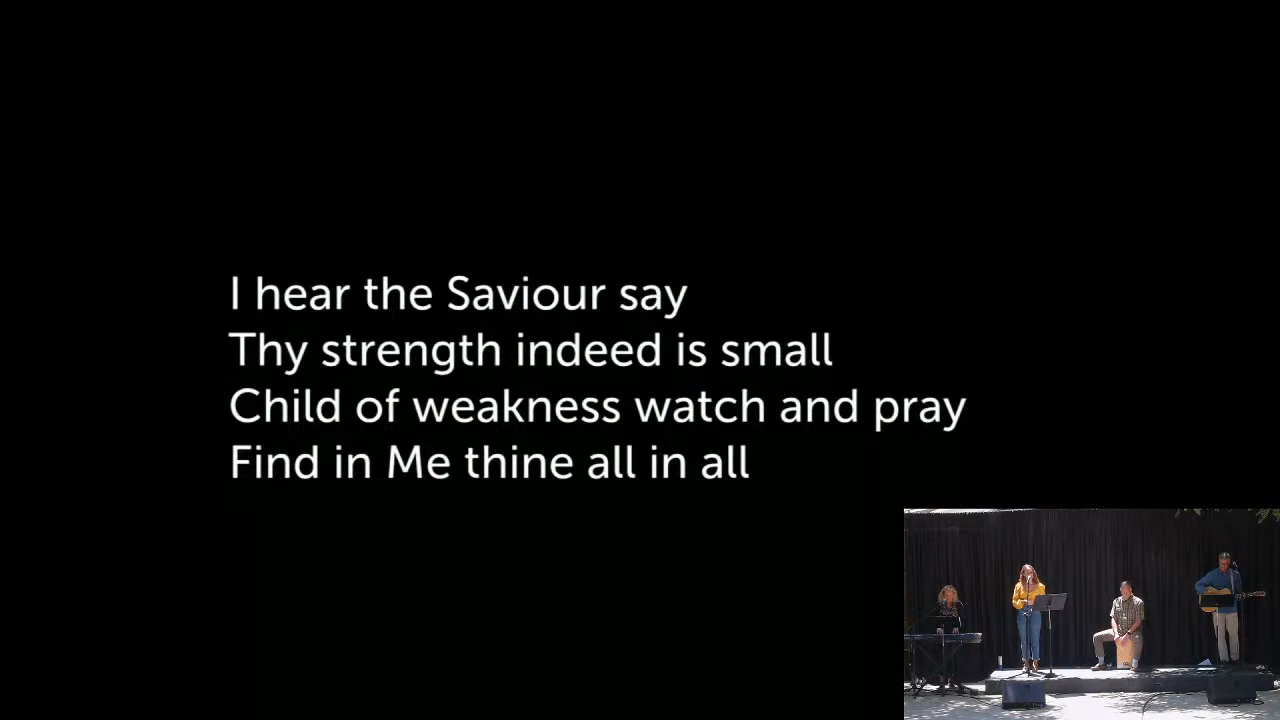 I hear the Saviour say
Thy strength indeed is small
Child of weakness watch and pray
Find in Me thine all in all